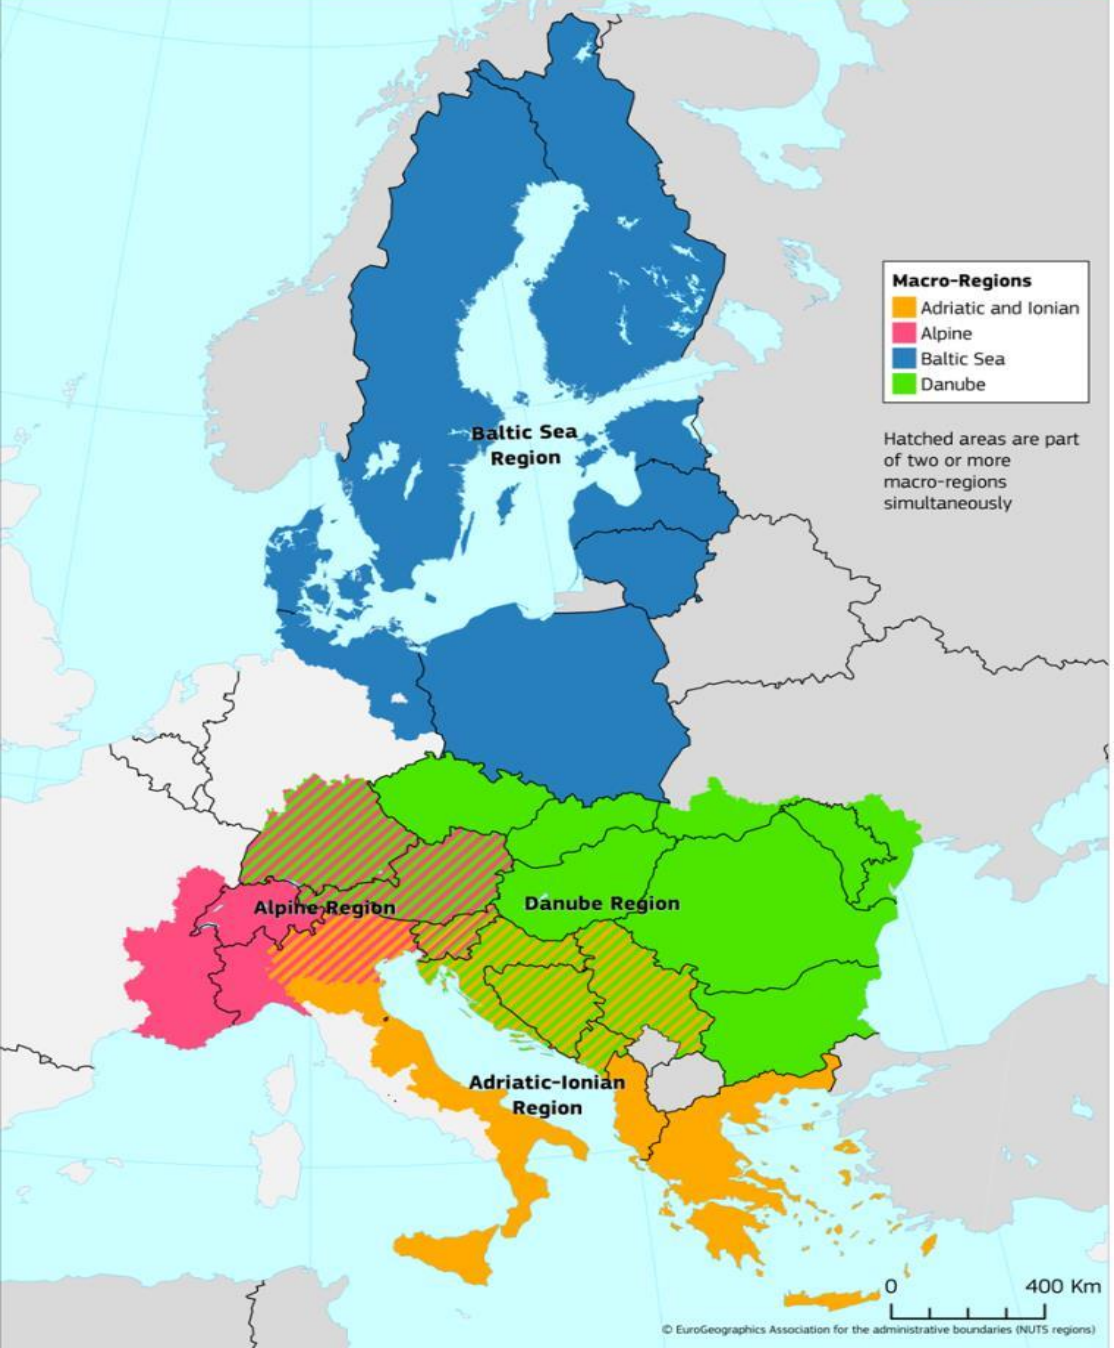 Macro-Regions
Adriatic and Ionian
Alpine
Baltic Sea
Danube
Hatched areas are part
of two or more
macro-regions
simultaneously
Baltic Sea
Region
Alpine Region
Danube Region
Adriatic-Ionian
Region
0 400 Km
© EuroGeographics Association for the administrative boundaries (NUTS regions)